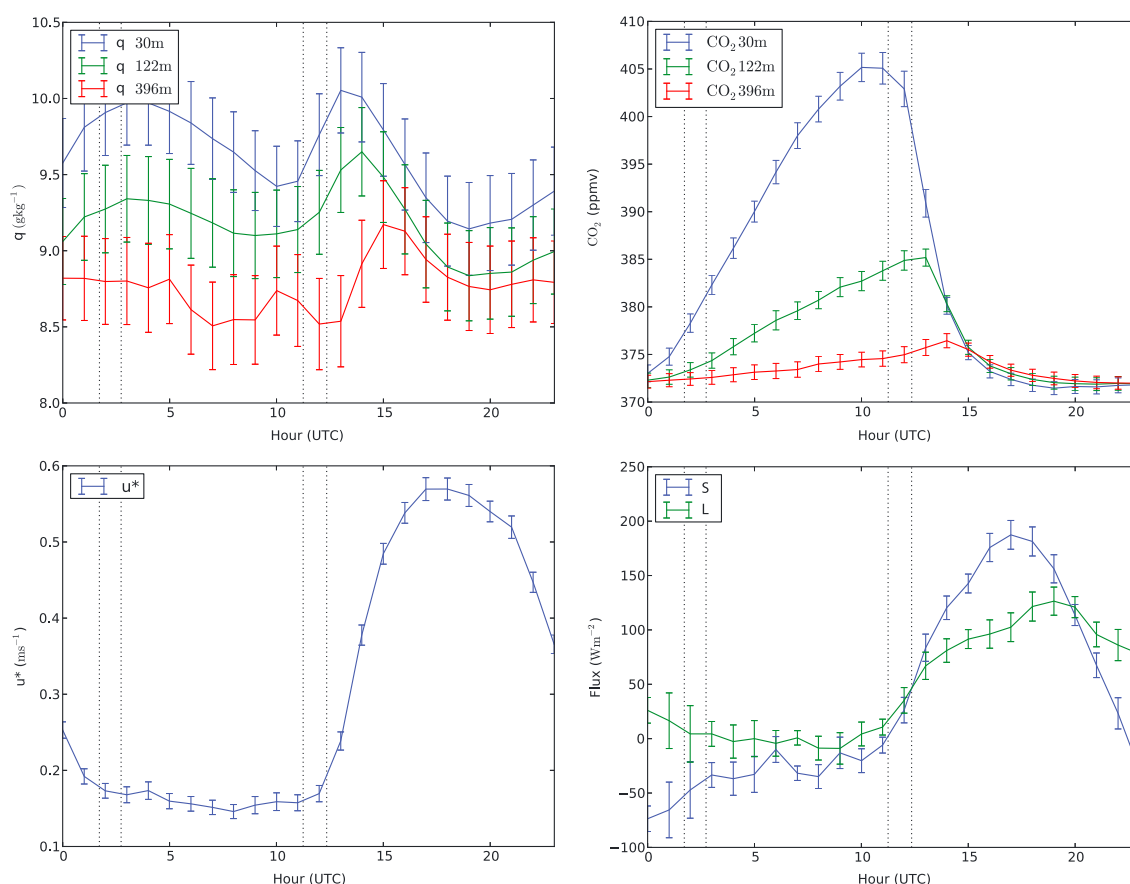 10.5
10.0
9.5
9.0
8.5
8.0
q (gkg⁻¹)
q 30m
q 122m
q 396m
0 5 10 15 20
Hour (UTC)
410
405
400
395
390
385
380
375
370
CO₂ (ppmv)
CO₂ 30m
CO₂ 122m
CO₂ 396m
0 5 10 15 20
Hour (UTC)
0.6
0.5
0.4
0.3
0.2
0.1
u* (ms⁻¹)
u*
0 5 10 15 20
Hour (UTC)
250
200
150
100
50
0
−50
−100
Flux (Wm⁻²)
S
L
0 5 10 15 20
Hour (UTC)